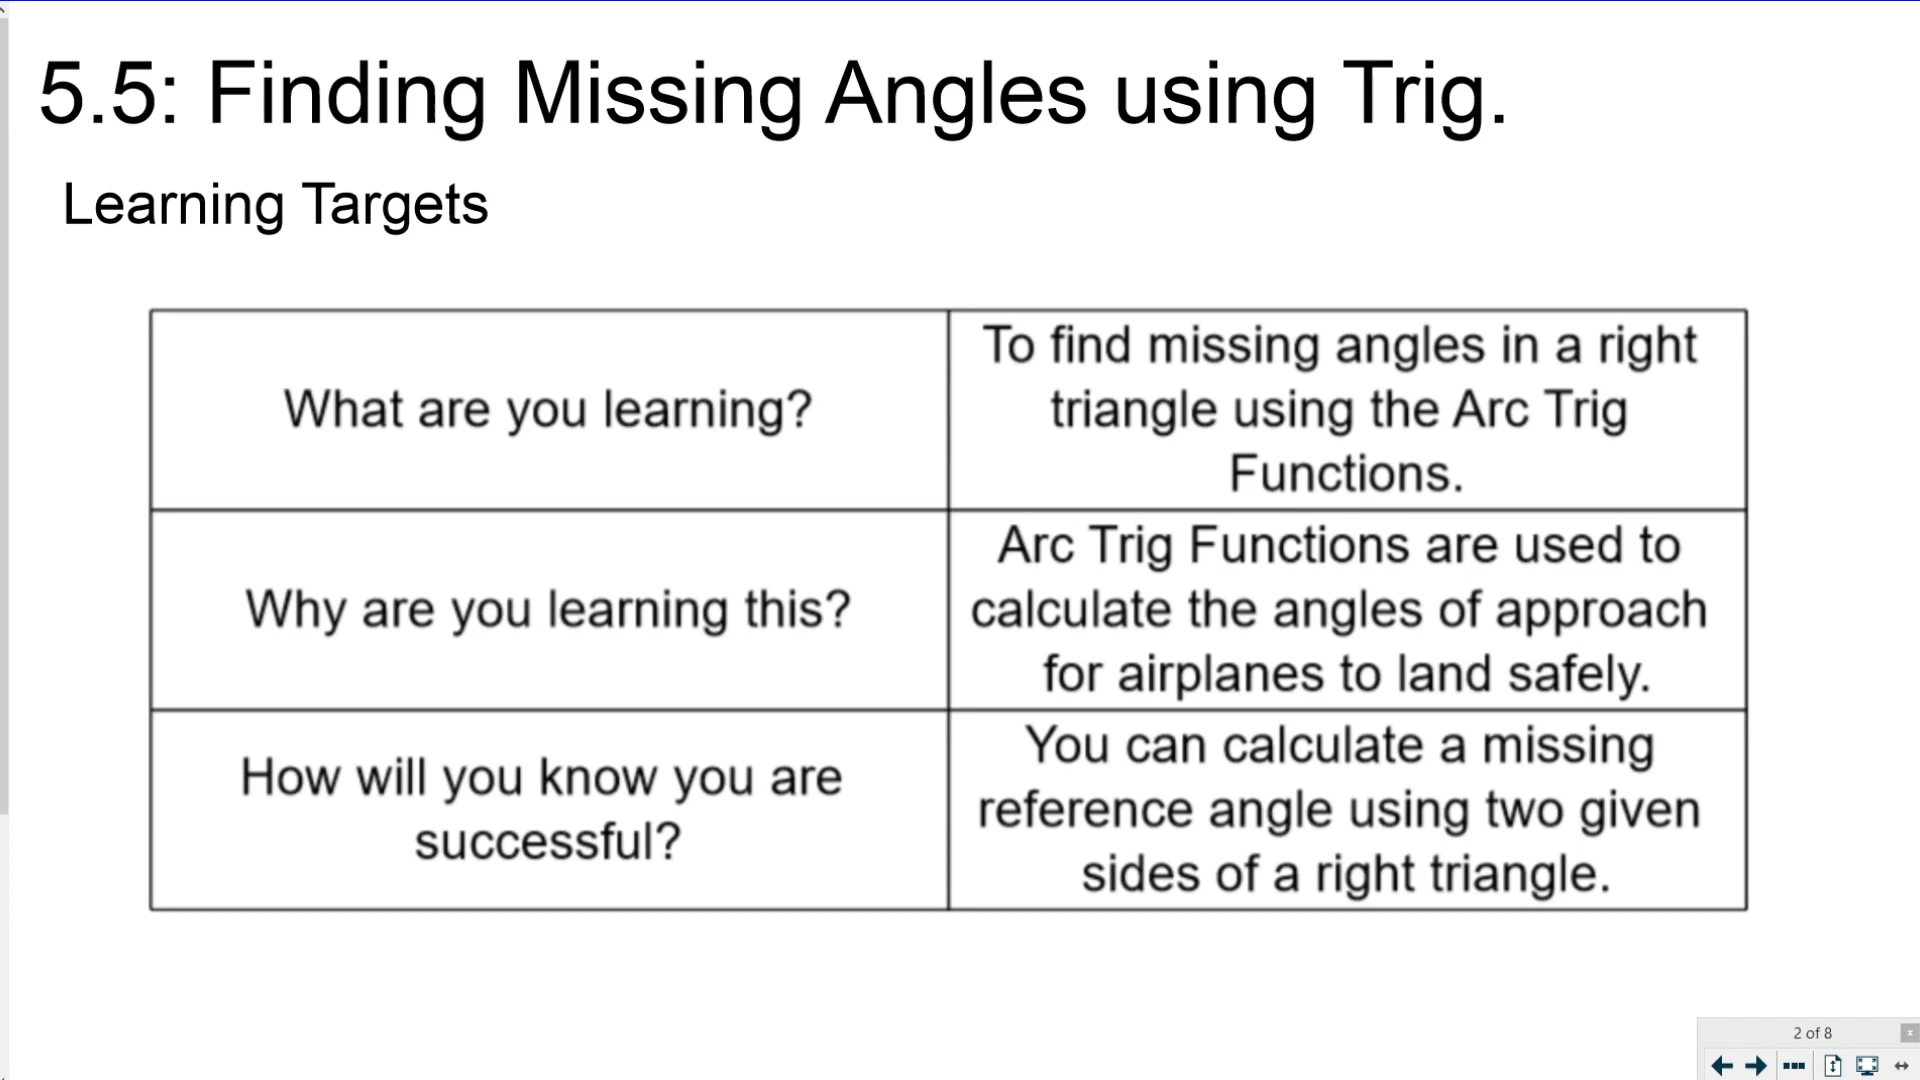 5.5: Finding Missing Angles using Trig.
Learning Targets
What are you learning?
To find missing angles in a right
triangle using the Arc Trig
Functions.
Why are you learning this?
Arc Trig Functions are used to
calculate the angles of approach
for airplanes to land safely.
How will you know you are
successful?
You can calculate a missing
reference angle using two given
sides of a right triangle.
2 of 8